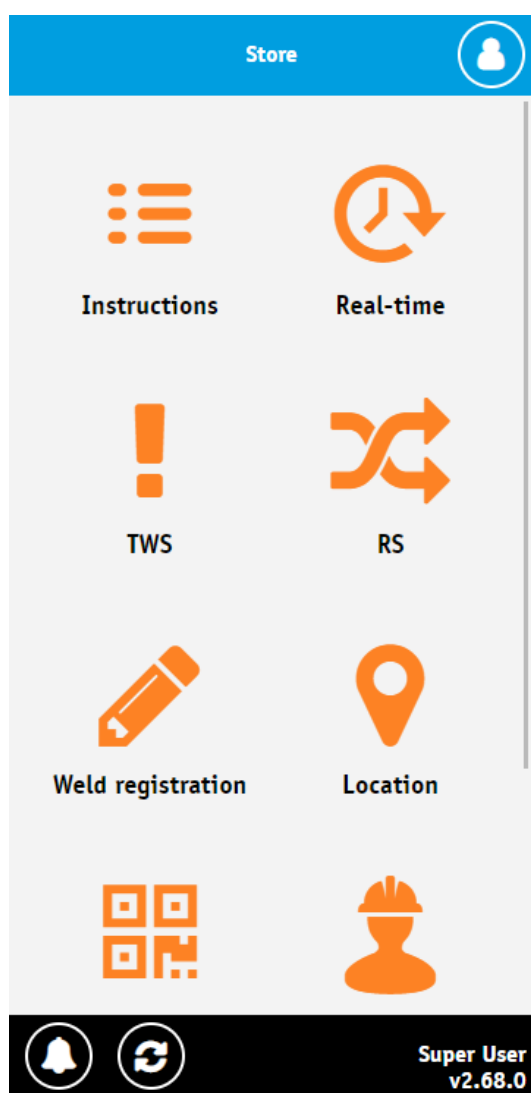 Store
Instructions
Real-time
TWS
RS
Weld registration
Location
Super User
v2.68.0